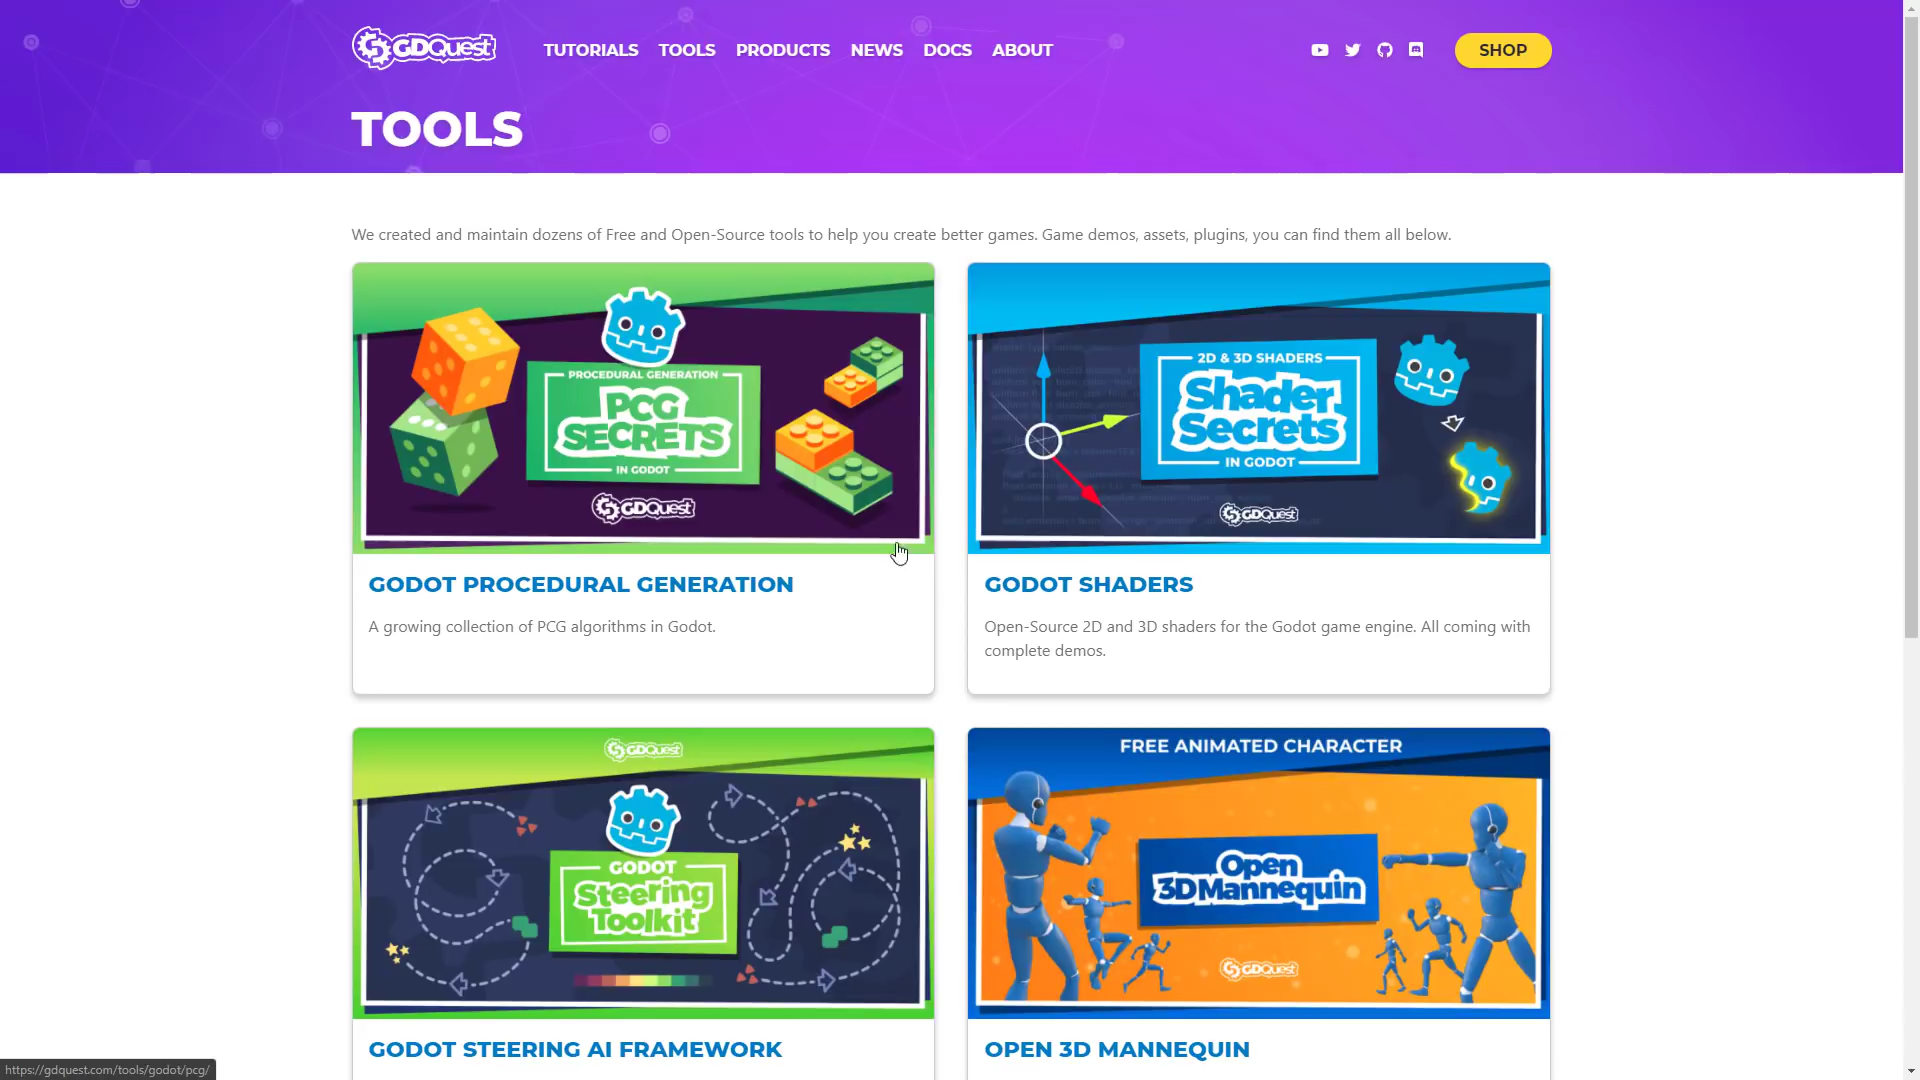 GDQuest
TUTORIALS TOOLS PRODUCTS NEWS DOCS ABOUT
SHOP
TOOLS
We created and maintain dozens of Free and Open-Source tools to help you create better games. Game demos, assets, plugins, you can find them all below.
PROCEDURAL GENERATION
PCG
SECRETS
IN GODOT
GDQuest
2D & 3D SHADERS
Shader
Secrets
IN GODOT
GDQuest
GODOT PROCEDURAL GENERATION
A growing collection of PCG algorithms in Godot.
GODOT SHADERS
Open-Source 2D and 3D shaders for the Godot game engine. All coming with
complete demos.
GDQuest
GODOT
Steering
Toolkit
FREE ANIMATED CHARACTER
Open
3D Mannequin
GDQuest
GODOT STEERING AI FRAMEWORK
OPEN 3D MANNEQUIN
https://gdquest.com/tools/godot/pcg/